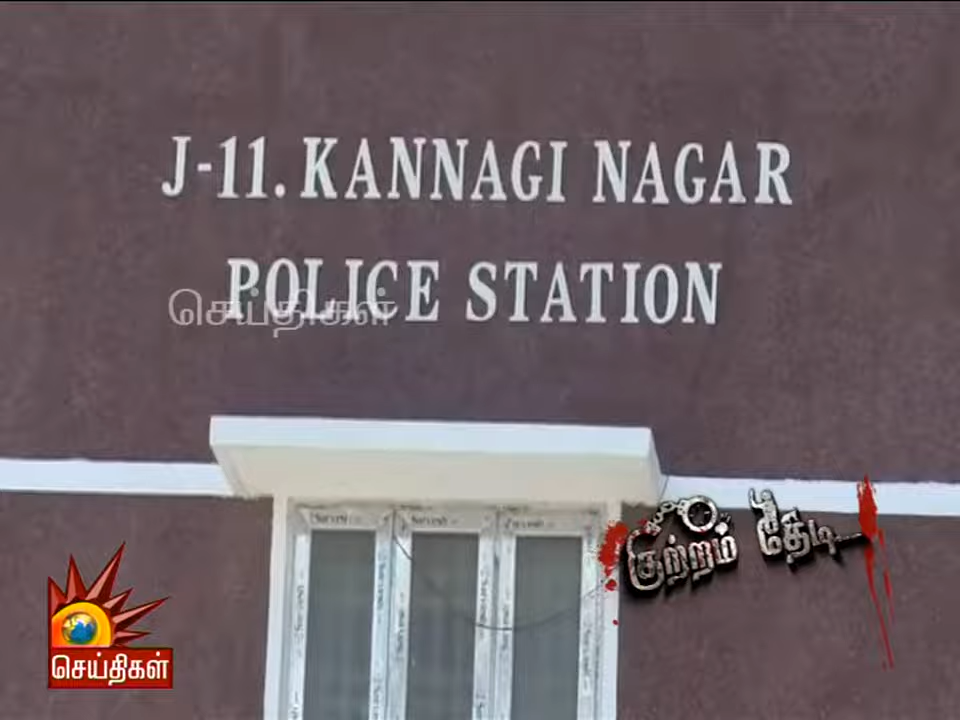 J-11. KANNAGI NAGAR
POLICE STATION
செய்திகள்
குற்றம் தேடி
செய்திகள்